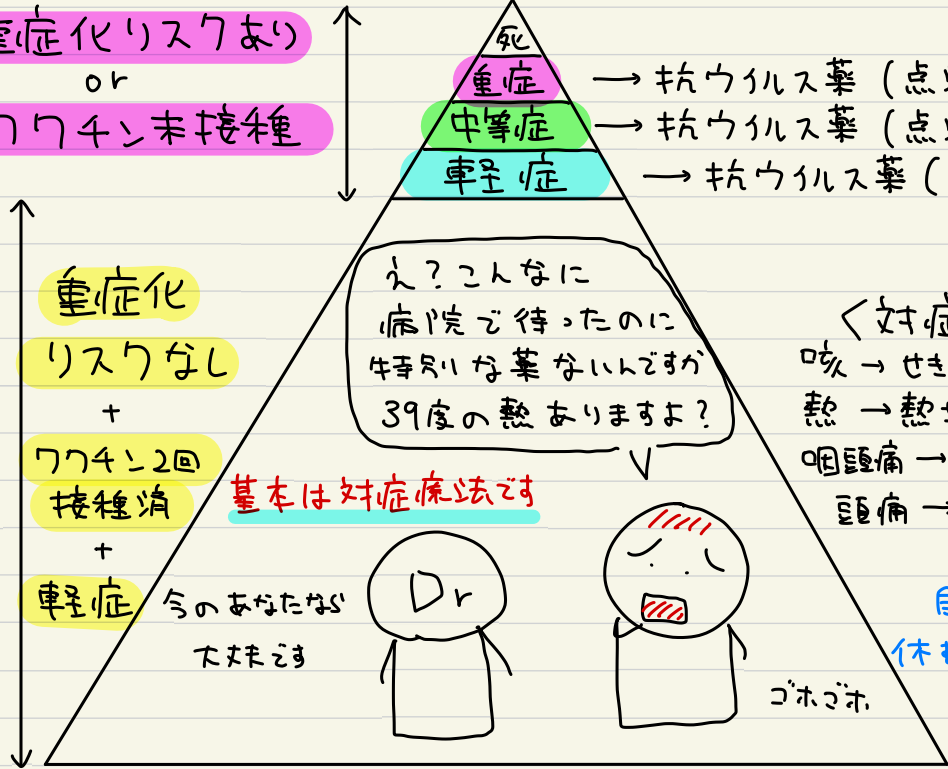 重症化リスクあり
or
ワクチン未接種
死
重症 → 抗ウイルス薬 (点
中等症 → 抗ウイルス薬 (点
軽症 → 抗ウイルス薬 (
重症化
リスクなし
+
ワクチン2回
接種済
+
軽症
え?こんなに
病院で待ったのに
特別な薬ないんですか
39度の熱ありますよ?
基本は対症療法です
Dr
今のあなたなら
大丈夫です
ゴホゴホ
<対症
咳 → せき
熱 → 熱
咽頭痛 →
頭痛 →
休